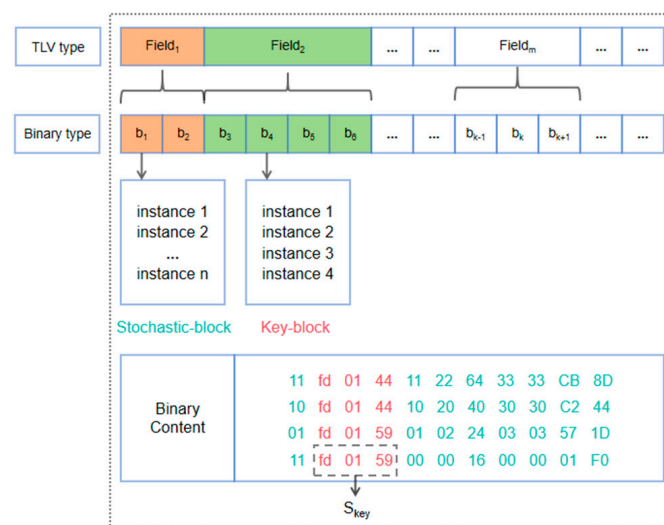 TLV type Field₁ Field₂ ... ... Fieldₘ ... ...
Binary type b₁ b₂ b₃ b₄ b₅ b₆ ... ... bₖ₋₁ bₖ bₖ₊₁ ... ...
instance 1 instance 1
instance 2 instance 2
... instance 3
instance n instance 4
Stochastic-block Key-block
Binary Content
11 fd 01 44 11 22 64 33 33 CB 8D
10 fd 01 44 10 20 40 30 30 C2 44
01 fd 01 59 01 02 24 03 03 57 1D
11 fd 01 59 00 00 16 00 00 01 F0
Skey